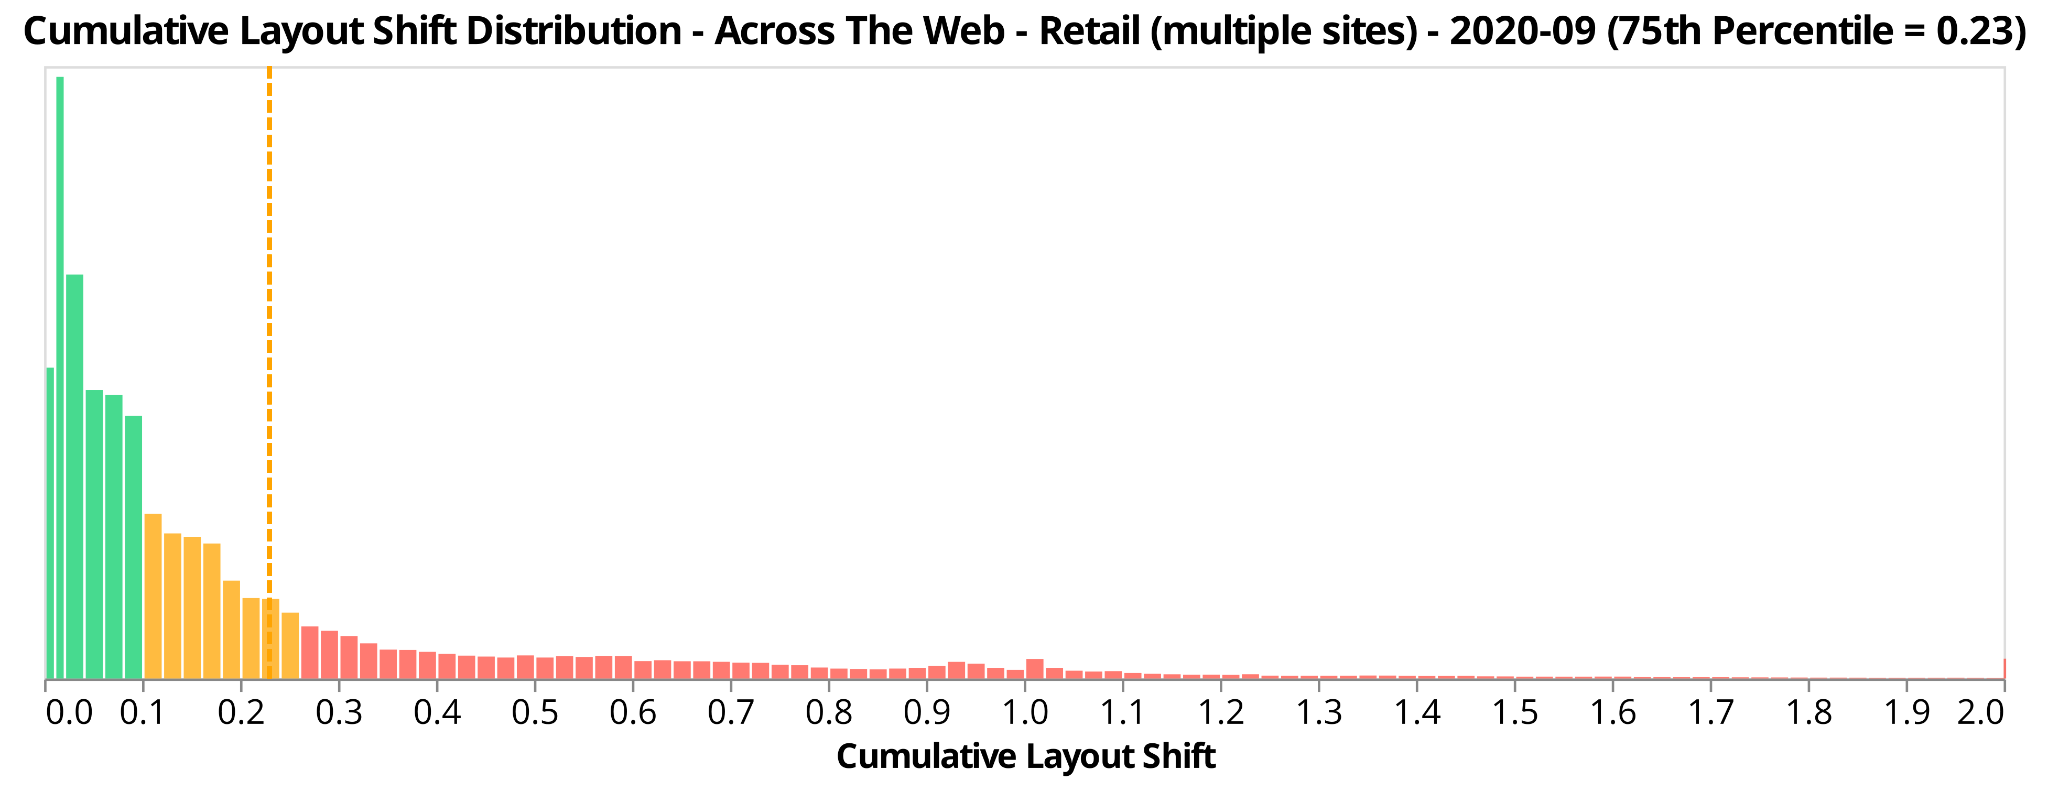 Cumulative Layout Shift Distribution - Across The Web - Retail (multiple sites) - 2020-09 (75th Percentile = 0.23)
0.0 0.1 0.2 0.3 0.4 0.5 0.6 0.7 0.8 0.9 1.0 1.1 1.2 1.3 1.4 1.5 1.6 1.7 1.8 1.9 2.0
Cumulative Layout Shift